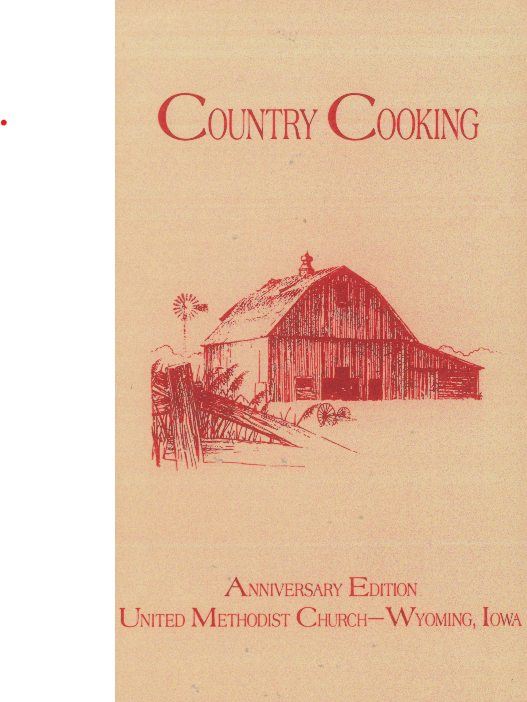 COUNTRY COOKING
ANNIVERSARY EDITION
UNITED METHODIST CHURCH—WYOMING, IOWA